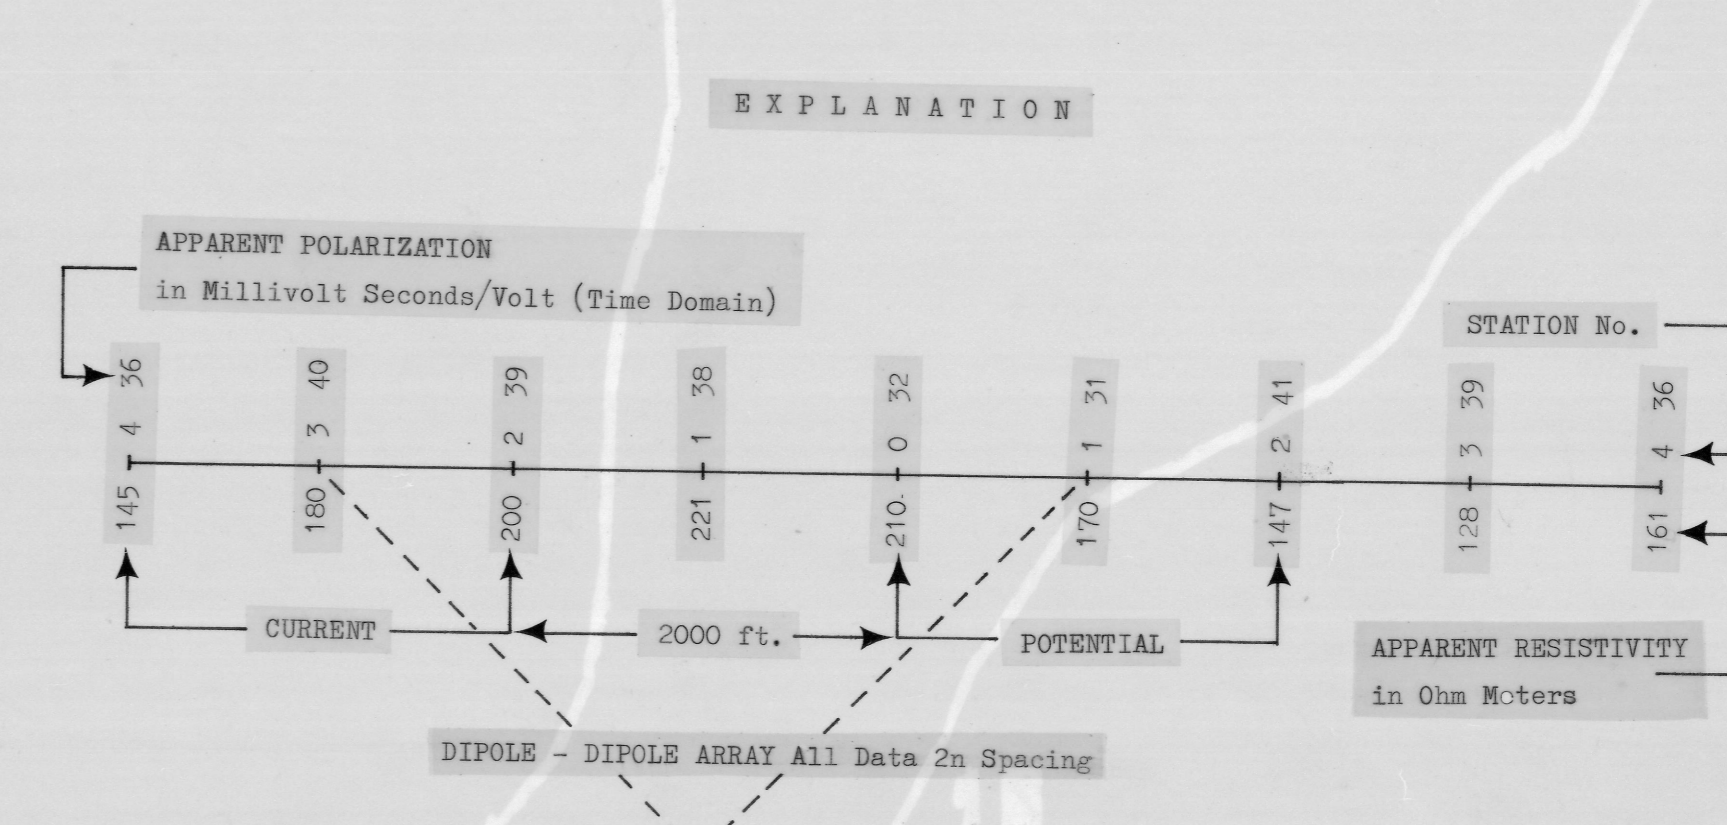 E X P L A N A T I O N
APPARENT POLARIZATION
in Millivolt Seconds/Volt (Time Domain)
STATION No.
36 40 39 38 32 31 41 39 36
4 3 2 1 0 1 2 3 4
145 180 200 221 210 170 147 128 161
CURRENT 2000 ft. POTENTIAL
APPARENT RESISTIVITY
in Ohm Meters
DIPOLE - DIPOLE ARRAY All Data 2n Spacing